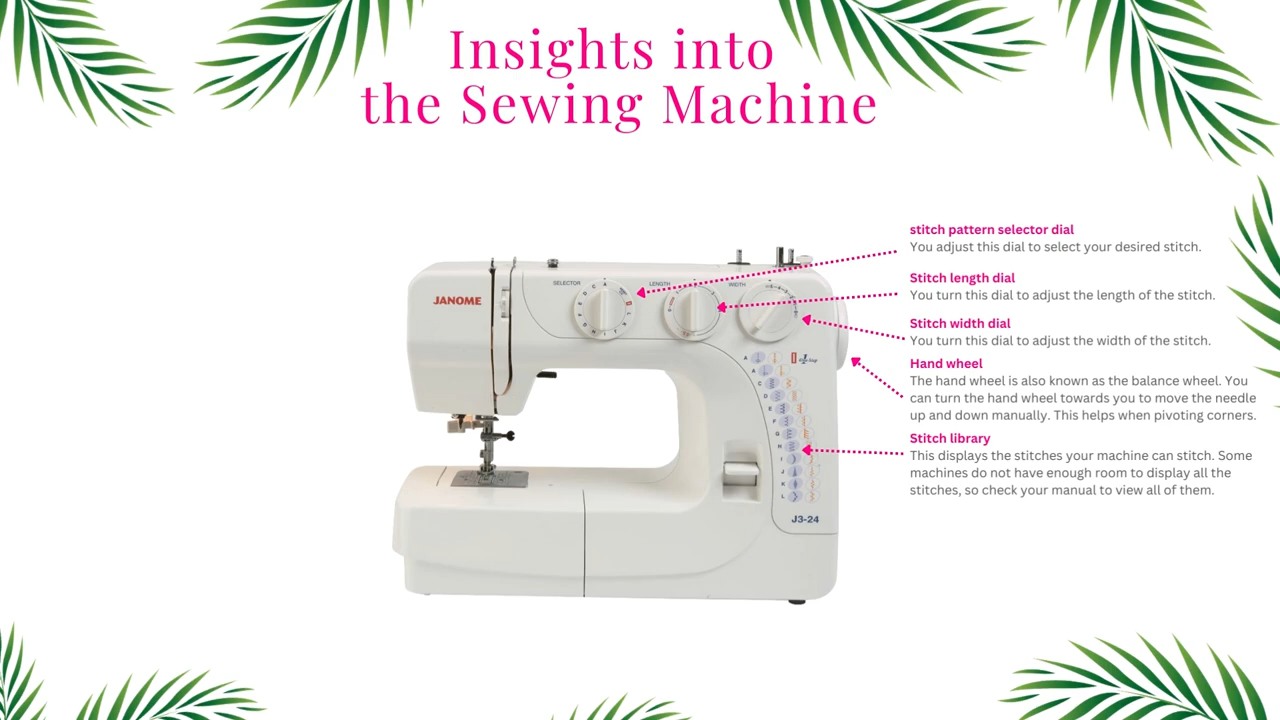 Insights into
the Sewing Machine
stitch pattern selector dial
You adjust this dial to select your desired stitch.
Stitch length dial
You turn this dial to adjust the length of the stitch.
Stitch width dial
You turn this dial to adjust the width of the stitch.
Hand wheel
The hand wheel is also known as the balance wheel. You
can turn the hand wheel towards you to move the needle
up and down manually. This helps when pivoting corners.
Stitch library
This displays the stitches your machine can stitch. Some
machines do not have enough room to display all the
stitches, so check your manual to view all of them.
JANOME
SELECTOR
LENGTH
WIDTH
A
A
C
D
E
F
G
H
I
J
K
L
J3-24